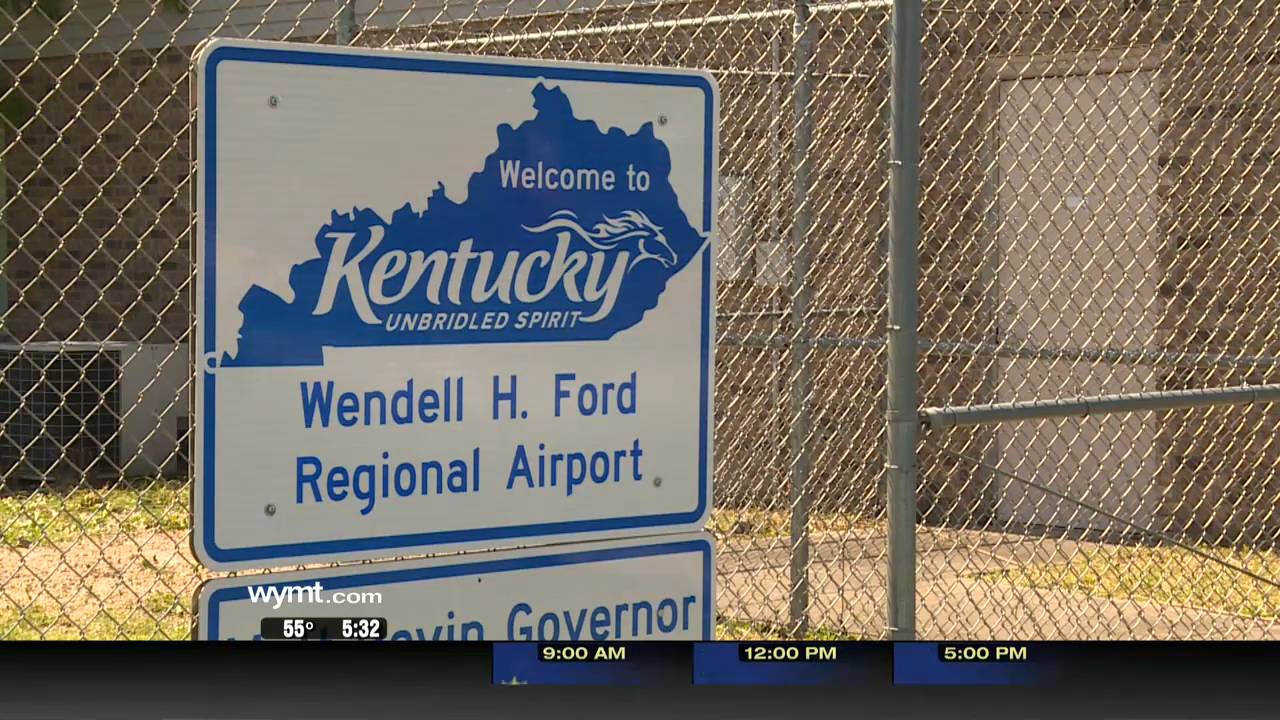 Welcome to
Kentucky
UNBRIDLED SPIRIT
Wendell H. Ford
Regional Airport
Governor
wymt.com
55° 5:32
9:00 AM 12:00 PM 5:00 PM